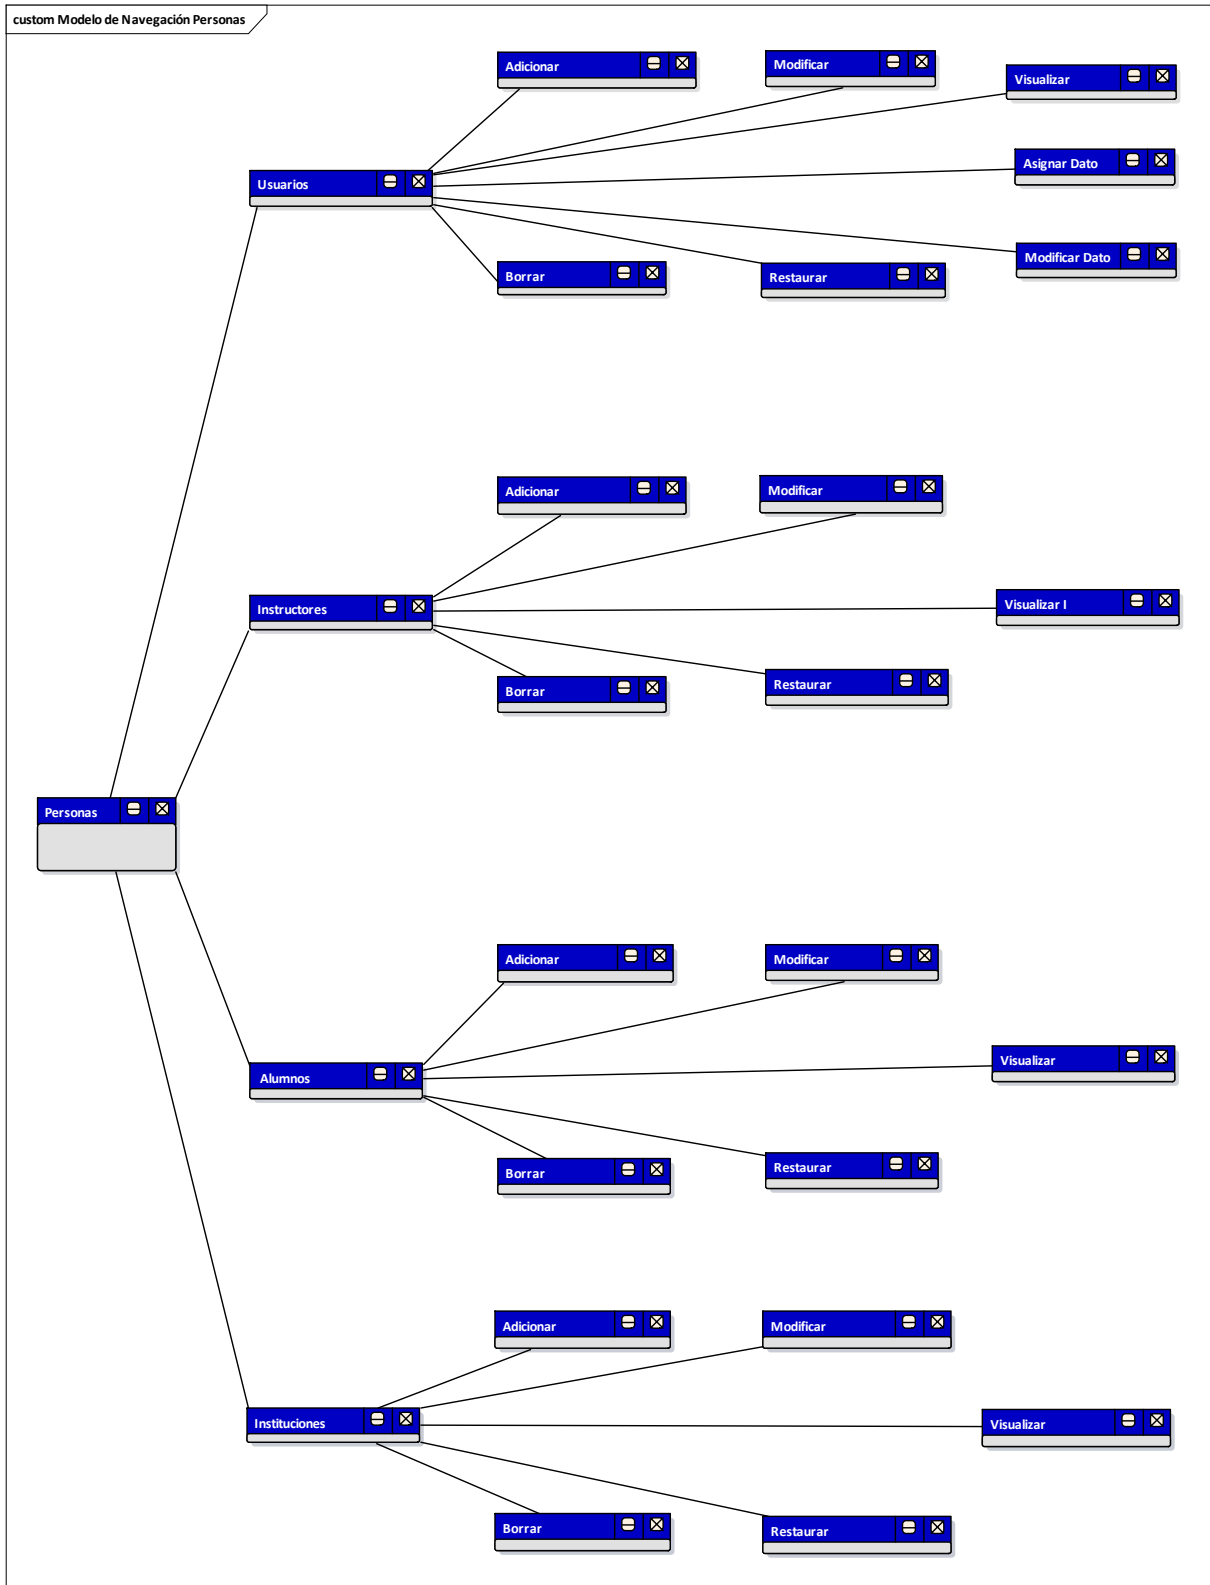 custom Modelo de Navegación Personas
Adicionar
Modificar
Visualizar
Asignar Dato
Usuarios
Modificar Dato
Borrar
Restaurar
Adicionar
Modificar
Instructores
Visualizar I
Borrar
Restaurar
Personas
Adicionar
Modificar
Visualizar
Alumnos
Borrar
Restaurar
Adicionar
Modificar
Instituciones
Visualizar
Borrar
Restaurar